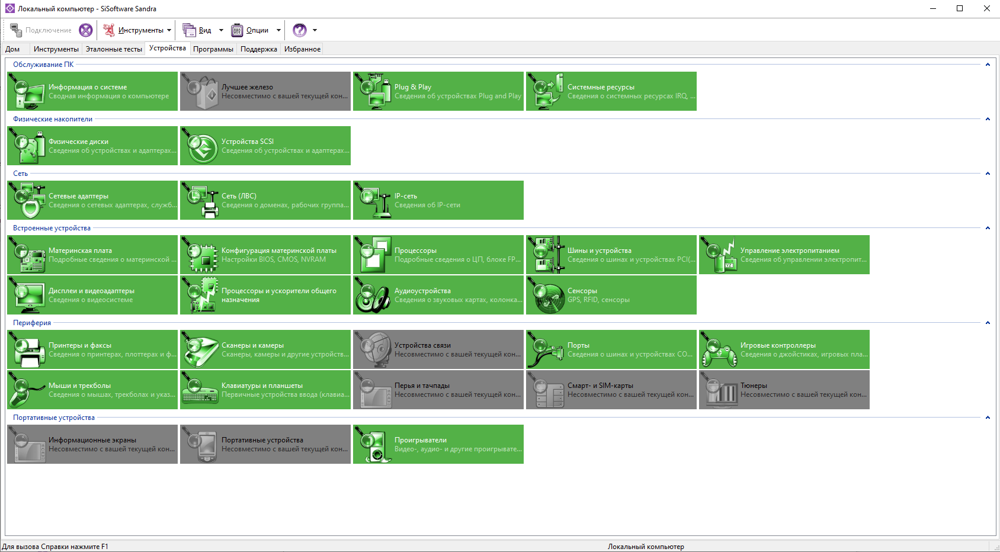 Локальный компьютер - SiSoftware Sandra
Подключение
Инструменты
Вид
Опции
Дом
Инструменты
Эталонные тесты
Устройства
Программы
Поддержка
Избранное
Обслуживание ПК
Информация о системе
Сводная информация о компьютере
Лучшее железо
Несовместимо с вашей текущей кон...
Plug & Play
Сведения об устройствах Plug and Play
Системные ресурсы
Сведения о системных ресурсах IRQ, ...
Физические накопители
Физические диски
Сведения об устройствах и адаптерах...
Устройства SCSI
Сведения об устройствах и адаптерах...
Сеть
Сетевые адаптеры
Сведения о сетевых адаптерах, служб...
Сеть (ЛВС)
Сведения о доменах, рабочих группа...
IP-сеть
Сведения об IP-сети
Встроенные устройства
Материнская плата
Подробные сведения о материнской ...
Конфигурация материнской платы
Настройки BIOS, CMOS, NVRAM
Процессоры
Подробные сведения о ЦП, блоке FP...
Шины и устройства
Сведения о шинах и устройствах PCI(...
Управление электропитанием
Сведения об управлении электропит...
Дисплеи и видеоадаптеры
Сведения о видеосистеме
Процессоры и ускорители общего
назначения
Аудиоустройства
Сведения о звуковых картах, колонка...
Сенсоры
GPS, RFID, сенсоры
Периферия
Принтеры и факсы
Сведения о принтерах, плоттерах и ф...
Сканеры и камеры
Сканеры, камеры и другие устройств...
Устройства связи
Несовместимо с вашей текущей кон...
Порты
Сведения о шинах и устройствах CO...
Игровые контроллеры
Сведения о джойстиках, игровых пла...
Мыши и трекболы
Сведения о мышах, трекболах и указ...
Клавиатуры и планшеты
Первичные устройства ввода (клавиа...
Перья и тачпады
Несовместимо с вашей текущей кон...
Смарт- и SIM-карты
Несовместимо с вашей текущей кон...
Тюнеры
Несовместимо с вашей текущей кон...
Портативные устройства
Информационные экраны
Несовместимо с вашей текущей кон...
Портативные устройства
Несовместимо с вашей текущей кон...
Проигрыватели
Видео-, аудио- и другие проигрывате...
Для вызова Справки нажмите F1
Локальный компьютер